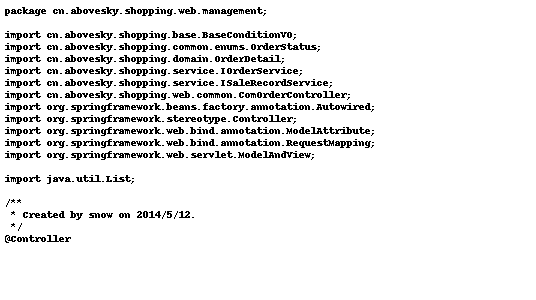 package cn.abovesky.shopping.web.management;

import cn.abovesky.shopping.base.BaseConditionVO;
import cn.abovesky.shopping.common.enums.OrderStatus;
import cn.abovesky.shopping.domain.OrderDetail;
import cn.abovesky.shopping.service.IOrderService;
import cn.abovesky.shopping.service.ISaleRecordService;
import cn.abovesky.shopping.web.common.ComOrderController;
import org.springframework.beans.factory.annotation.Autowired;
import org.springframework.stereotype.Controller;
import org.springframework.web.bind.annotation.ModelAttribute;
import org.springframework.web.bind.annotation.RequestMapping;
import org.springframework.web.servlet.ModelAndView;

import java.util.List;

/**
 * Created by snow on 2014/5/12.
 */
@Controller